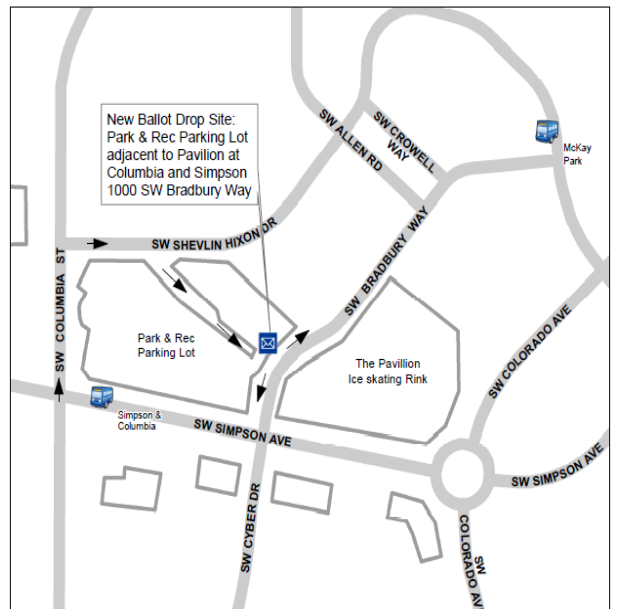 New Ballot Drop Site:
Park & Rec Parking Lot
adjacent to Pavilion at
Columbia and Simpson
1000 SW Bradbury Way
SW ALLEN RD
SW CROWELL
WAY
McKay
Park
SW SHEVLIN HIXON DR
SW COLUMBIA ST
SW BRADBURY WAY
Park & Rec
Parking Lot
The Pavillion
Ice skating Rink
SW COLORADO AVE
Simpson &
Columbia
SW SIMPSON AVE
SW SIMPSON AVE
SW CYBER DR
SW
COLORADO AVE